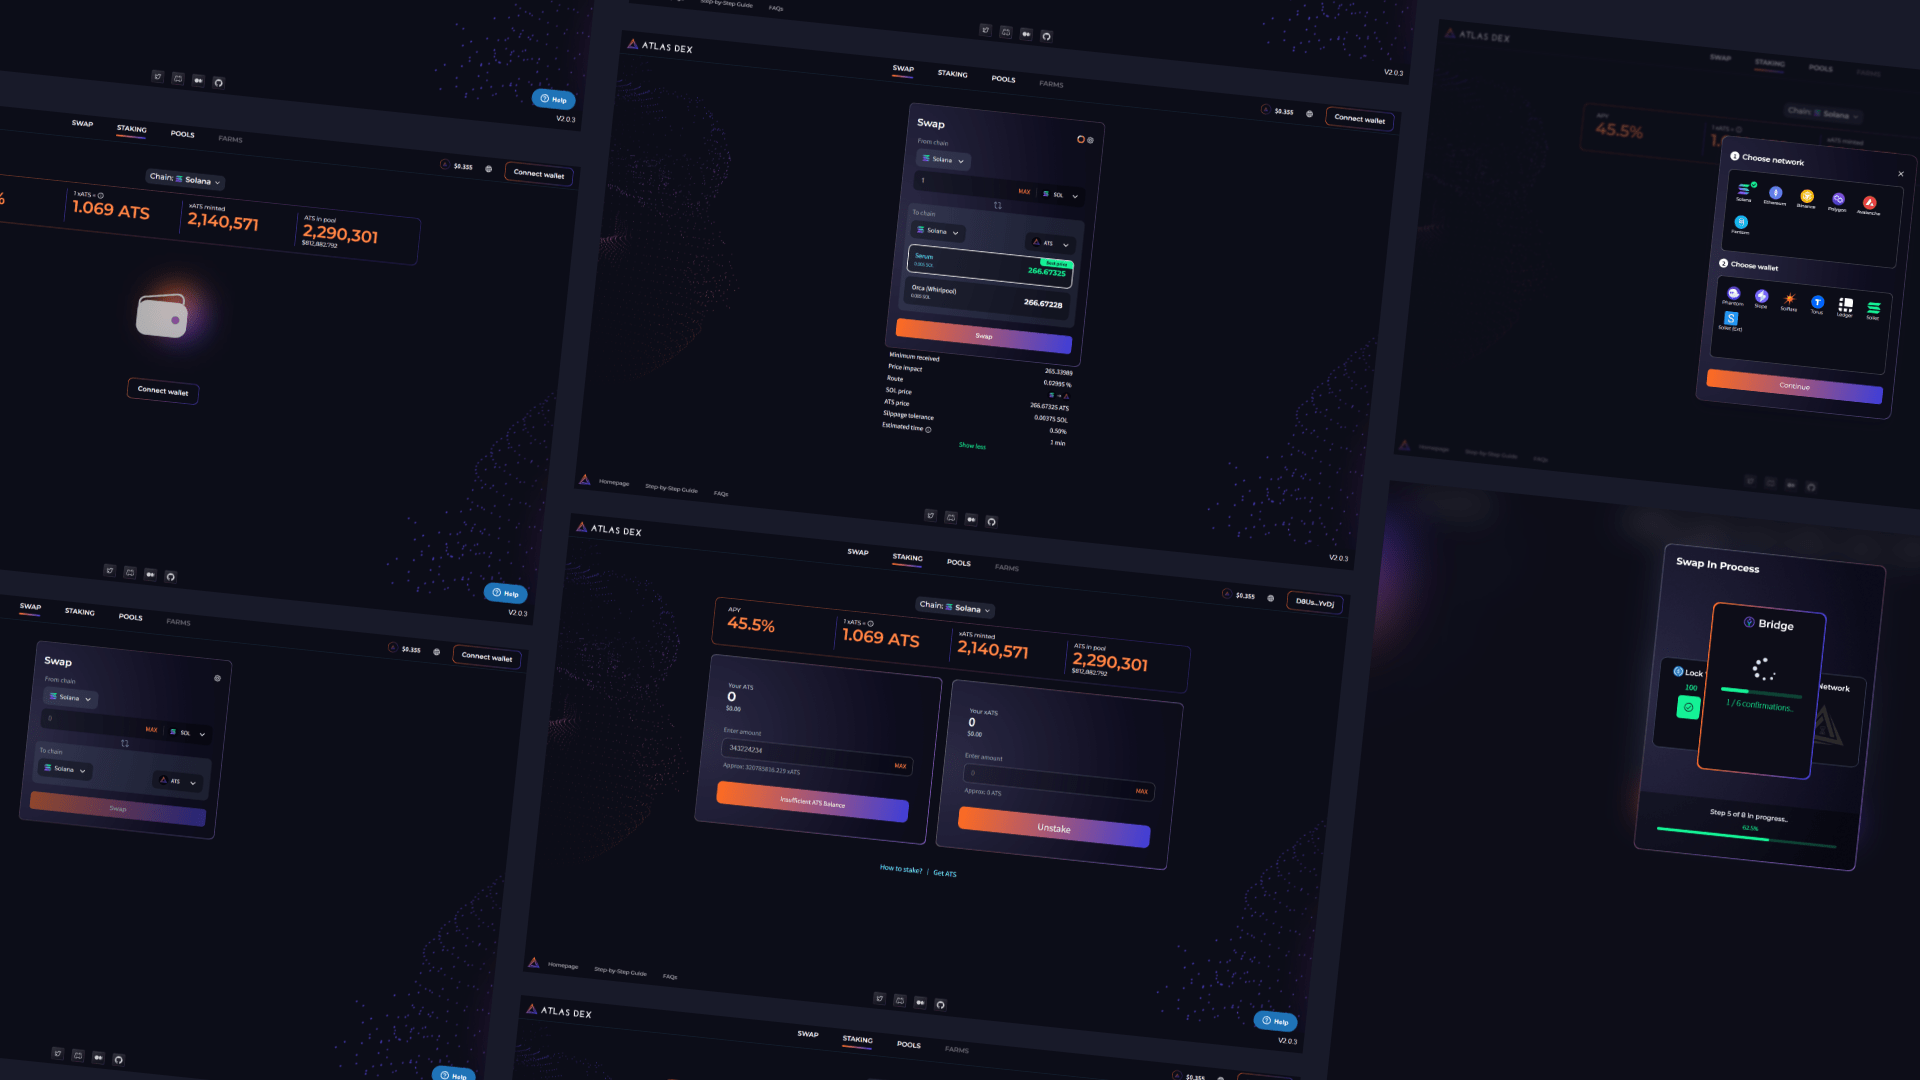 Step-by-Step Guide
FAQs
Help
V2.0.3
SWAP
STAKING
POOLS
FARMS
$0.355
Connect wallet
Chain: Solana
1 xATS =
1.069 ATS
xATS minted
2,140,571
ATS in pool
2,290,301
$812,882.792
Connect wallet
Help
V2.0.3
SWAP
STAKING
POOLS
FARMS
$0.355
Connect wallet
Swap
From chain
Solana
0
MAX
SOL
To chain
Solana
ATS
Swap
Help
V2.0.3
ATLAS DEX
SWAP
STAKING
POOLS
FARMS
$0.355
Connect wallet
Swap
From chain
Solana
1
MAX
SOL
To chain
Solana
ATS
Serum
0.005 SOL
Best price
266.67325
Orca (Whirlpool)
0.005 SOL
266.67228
Swap
Minimum received
265.33989
Price impact
0.02995 %
Route
SOL price
266.67325 ATS
ATS price
0.00375 SOL
Slippage tolerance
0.50%
Estimated time
1 min
Show less
Homepage
Step-by-Step Guide
FAQs
V2.0.3
ATLAS DEX
SWAP
STAKING
POOLS
FARMS
$0.355
D8Us...YvDj
Chain: Solana
APY
45.5%
1 xATS =
1.069 ATS
xATS minted
2,140,571
ATS in pool
2,290,301
$812,882.792
Your ATS
0
$0.00
Enter amount
343224234
MAX
Approx: 320785836.219 xATS
Insufficient ATS Balance
Your xATS
0
$0.00
Enter amount
0
MAX
Approx: 0 ATS
Unstake
How to stake? | Get ATS
Homepage
Step-by-Step Guide
FAQs
Help
V2.0.3
ATLAS DEX
SWAP
STAKING
POOLS
FARMS
$0.355
ATLAS DEX
SWAP
STAKING
POOLS
FARMS
Chain: Solana
APY
45.5%
xATS minted
1 Choose network
Solana
Ethereum
Binance
Polygon
Avalanche
Fantom
2 Choose wallet
Phantom
Slope
Solflare
Torus
Ledger
Sollet
Sollet (Ext)
Continue
Homepage
Step-by-Step Guide
FAQs
Swap In Process
Lock
100
Bridge
1 / 6 confirmations..
Network
Step 5 of 8 in progress..
62.5%